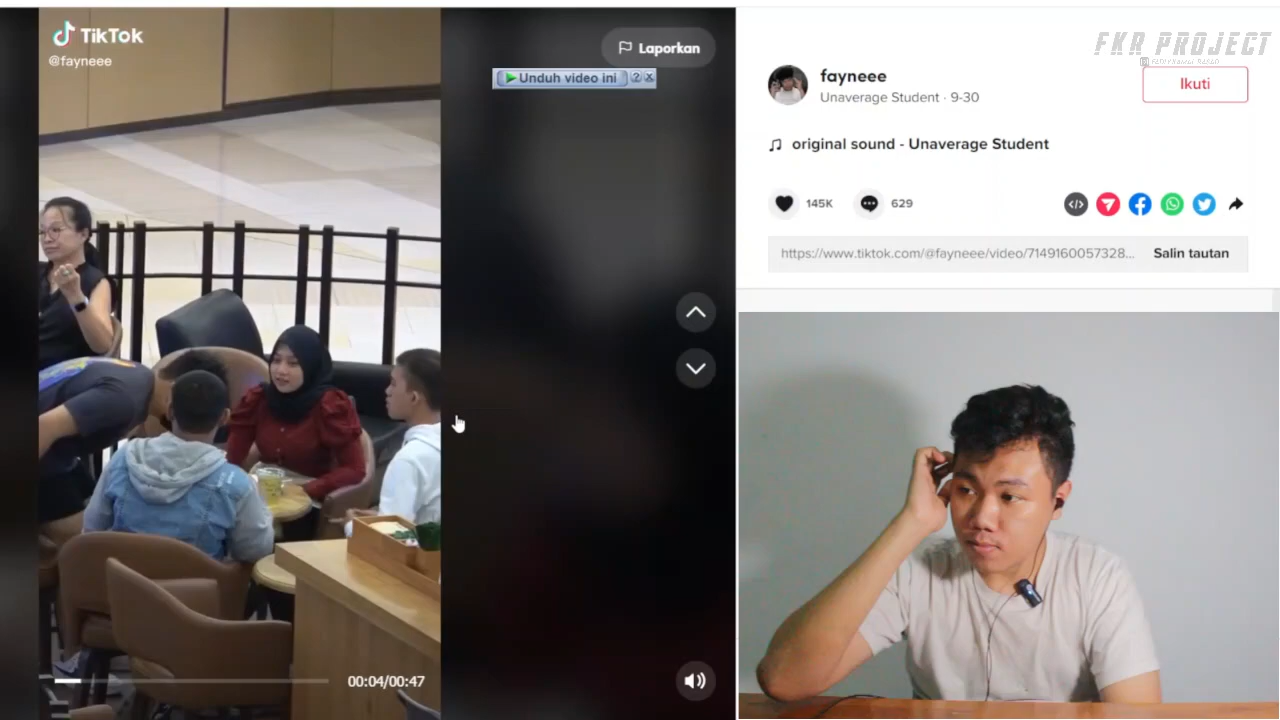 TikTok
@fayneee
Laporkan
Unduh video ini
00:04/00:47
FKR PROJECT
fayneee
Unaverage Student · 9-30
Ikuti
original sound - Unaverage Student
145K
629
https://www.tiktok.com/@fayneee/video/7149160057328...
Salin tautan